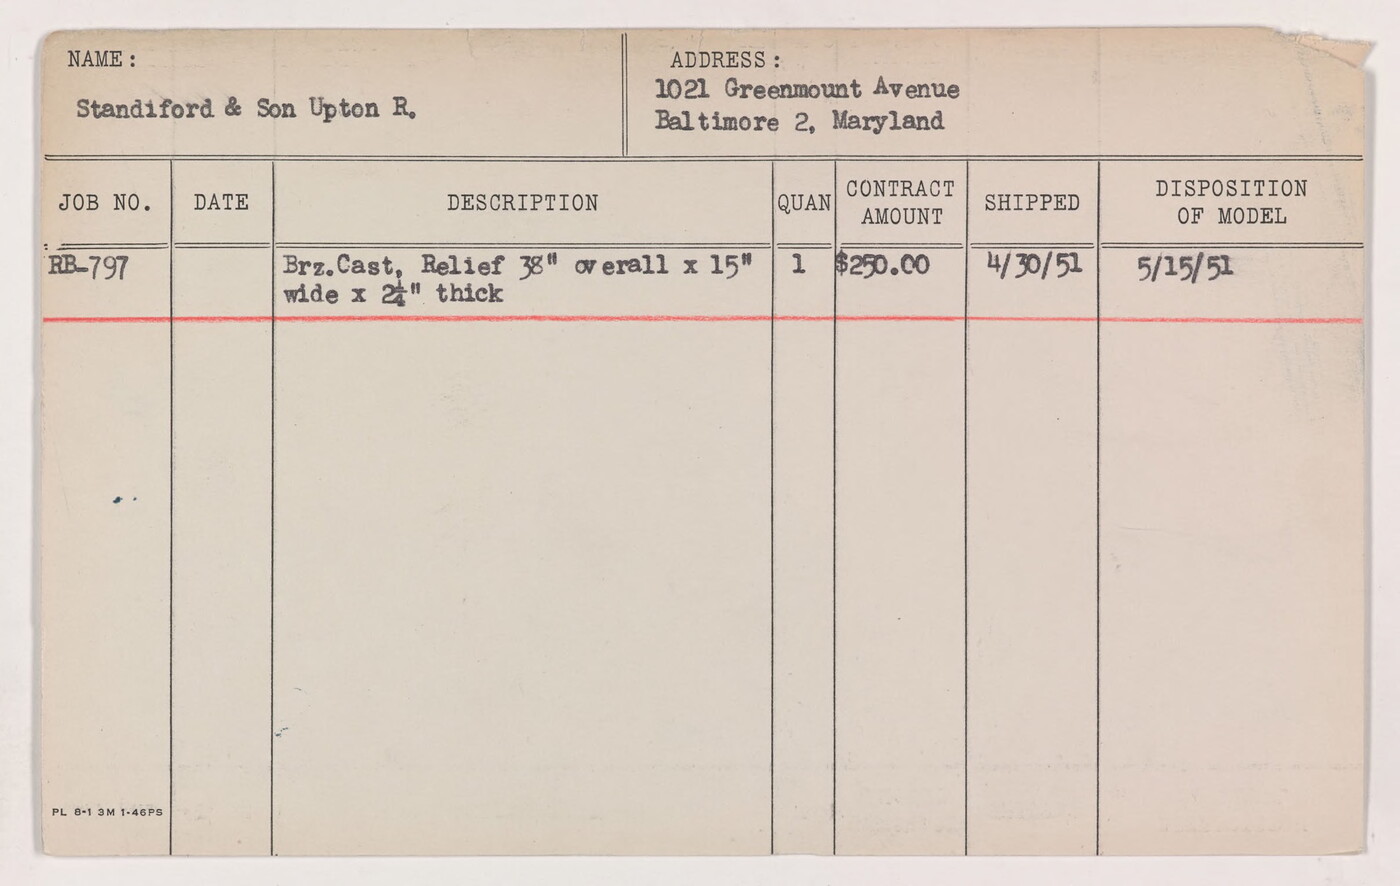 NAME:
Standiford & Son Upton R.
ADDRESS:
1021 Greenmount Avenue
Baltimore 2, Maryland
JOB NO.
DATE
DESCRIPTION
QUAN
CONTRACT
AMOUNT
SHIPPED
DISPOSITION
OF MODEL
RB-797
Brz.Cast, Relief 38" overall x 15"
wide x 2¼" thick
1
$250.00
4/30/51
5/15/51
PL 8-1 3M 1-46PS